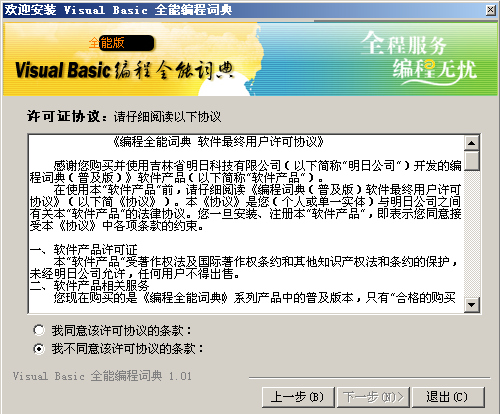 欢迎安装 Visual Basic 全能编程词典
全能版
Visual Basic编程全能词典
全程服务
编程无忧
许可证协议：请仔细阅读以下协议
《编程全能词典 软件最终用户许可协议》
感谢您购买并使用吉林省明日科技有限公司（以下简称"明日公司"）开发的编
程词典（普及版）》软件产品（以下简称"软件产品"）。
在使用本"软件产品"前，请仔细阅读《编程词典（普及版）软件最终用户许可
协议》（以下简《协议》）。本《协议》是您（个人或单一实体）与明日公司之间
有关本"软件产品"的法律协议。您一旦安装、注册本"软件产品"，即表示您同意接
受本《协议》中各项条款的约束。
一、软件产品许可证
本"软件产品"受著作权法及国际著作权条约和其他知识产权法和条约的保护，
未经明日公司允许，任何用户不得出售。
二、软件产品相关服务
您现在购买的是《编程全能词典》系列产品中的普及版本，只有"合格的购买
我同意该许可协议的条款：
我不同意该许可协议的条款：
Visual Basic 全能编程词典 1.01
上一步(B)
下一步(N)>
退出(C)